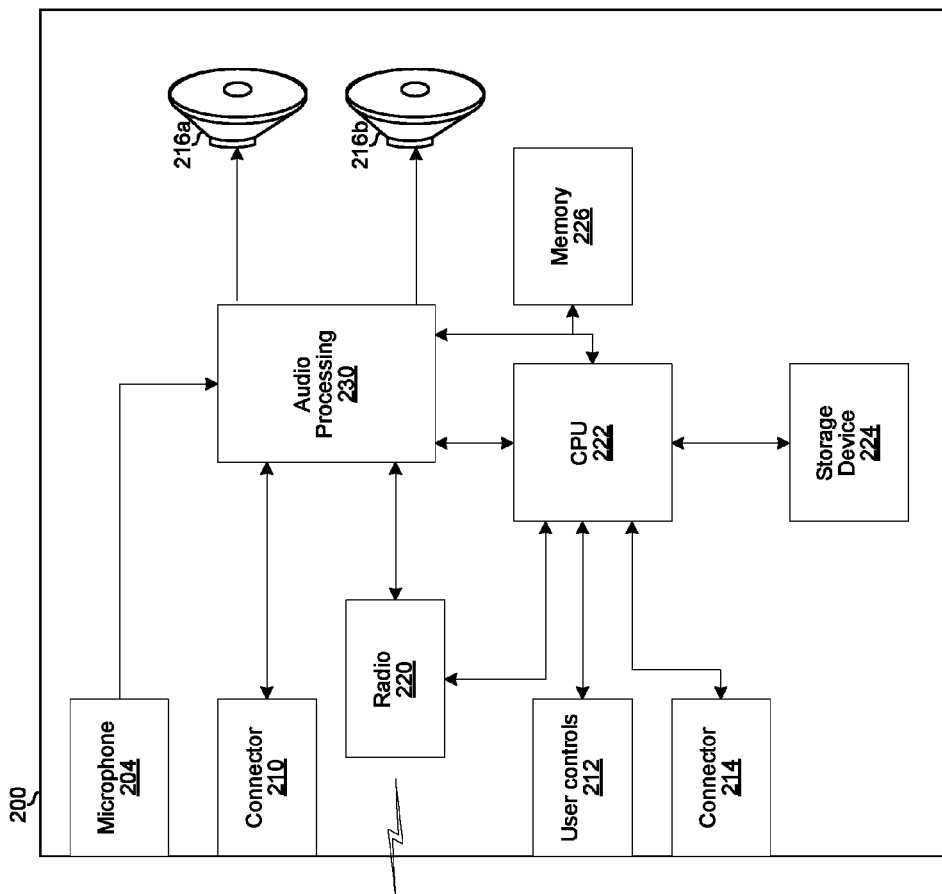 200
Microphone
204
Connector
210
Radio
220
User controls
212
Connector
214
Audio
Processing
230
CPU
222
Storage
Device
224
Memory
226
216a
216b